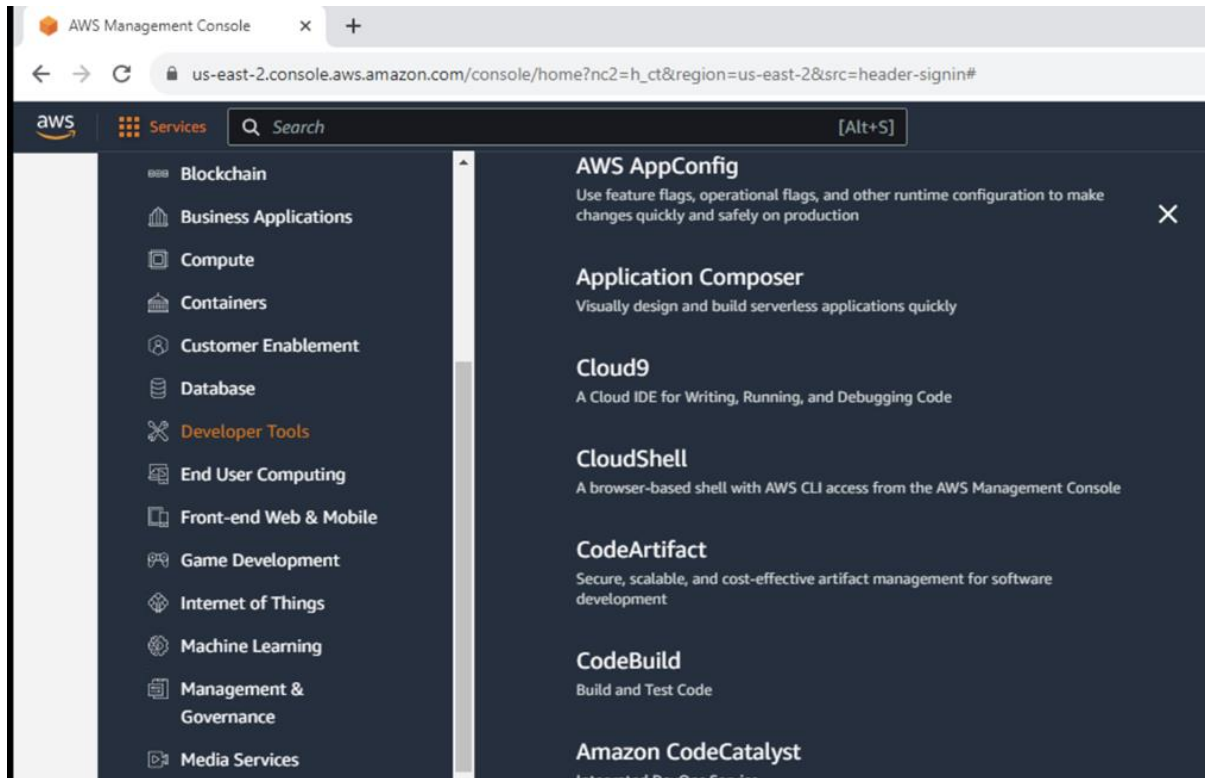 AWS Management Console
us-east-2.console.aws.amazon.com/console/home?nc2=h_ct&region=us-east-2&src=header-signin#
aws
Services
Search
[Alt+S]
Blockchain
Business Applications
Compute
Containers
Customer Enablement
Database
Developer Tools
End User Computing
Front-end Web & Mobile
Game Development
Internet of Things
Machine Learning
Management &
Governance
Media Services
AWS AppConfig
Use feature flags, operational flags, and other runtime configuration to make
changes quickly and safely on production
Application Composer
Visually design and build serverless applications quickly
Cloud9
A Cloud IDE for Writing, Running, and Debugging Code
CloudShell
A browser-based shell with AWS CLI access from the AWS Management Console
CodeArtifact
Secure, scalable, and cost-effective artifact management for software
development
CodeBuild
Build and Test Code
Amazon CodeCatalyst